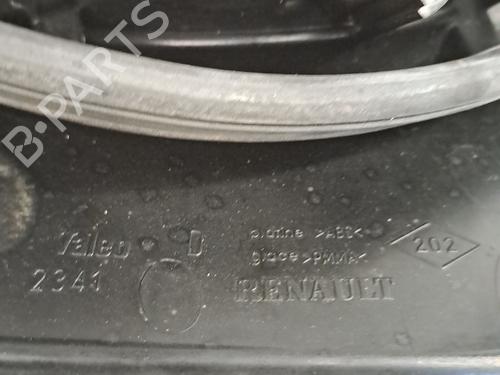 B-PARTS
Valeo D
2341
platine >ABS<
glace >PMMA<
202
RENAULT